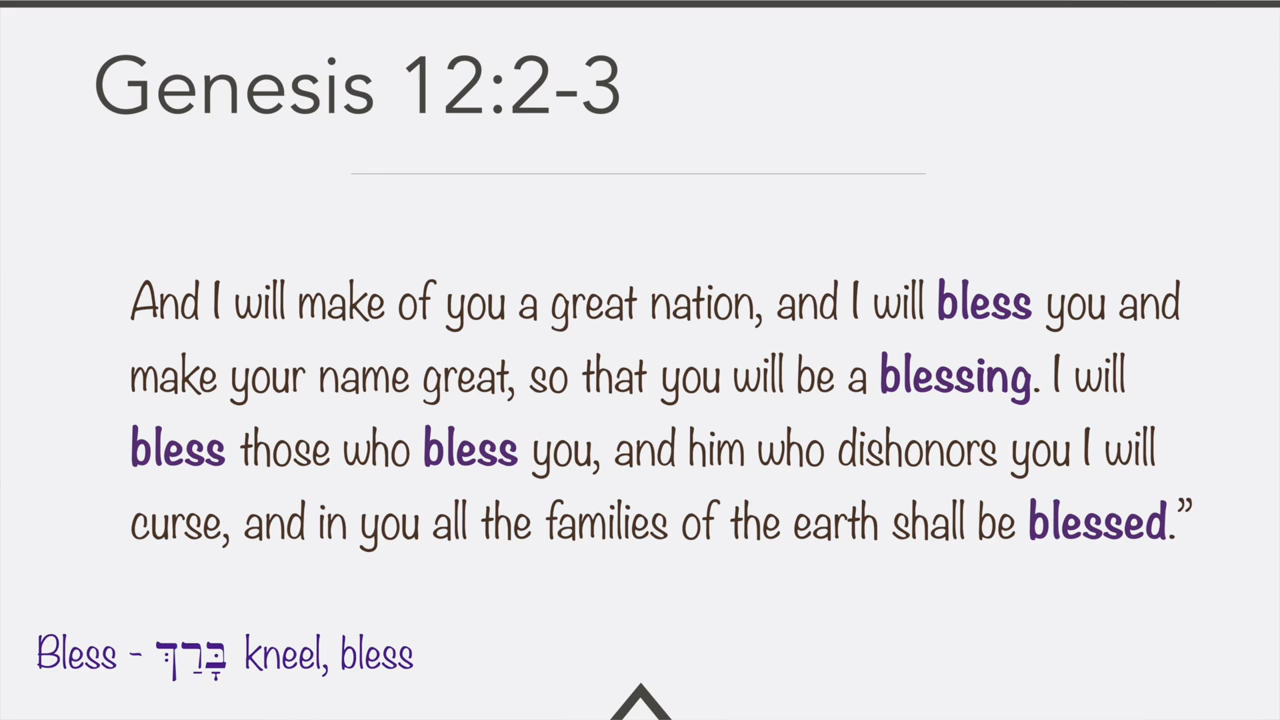 Genesis 12:2-3
And I will make of you a great nation, and I will bless you and
make your name great, so that you will be a blessing. I will
bless those who bless you, and him who dishonors you I will
curse, and in you all the families of the earth shall be blessed.”
Bless - בָּרַךְ kneel, bless